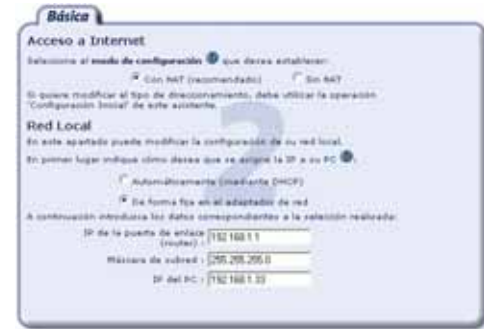 Básica
Acceso a Internet
Seleccione el modo de configuración que desea establecer:
Con NAT (recomendado) Sin NAT
Si quiere modificar el tipo de direccionamiento, debe utilizar la operación
"Configuración Inicial" de este asistente.
2
Red Local
En este apartado puede modificar la configuración de su red local.
En primer lugar indique cómo desea que se asigne la IP a su PC
Automáticamente (mediante DHCP)
De forma fija en el adaptador de red
A continuación introduzca los datos correspondientes a la selección realizada:
IP de la puerta de enlace
(router) : 192.168.1.1
Máscara de subred : 255.255.255.0
IP del PC : 192.168.1.33